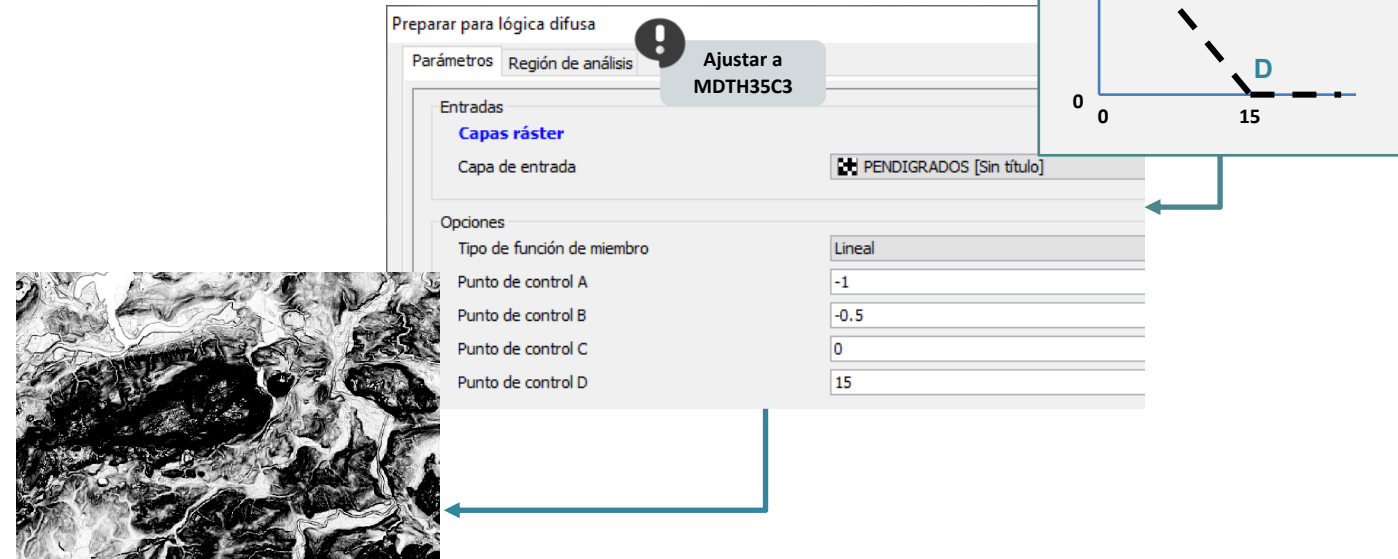 Preparar para lógica difusa
Parámetros
Región de análisis
Ajustar a
MDTH35C3
Entradas
Capas ráster
Capa de entrada
PENDIGRADOS [Sin título]
Opciones
Tipo de función de miembro
Lineal
Punto de control A
-1
Punto de control B
-0.5
Punto de control C
0
Punto de control D
15
D
0
0
15